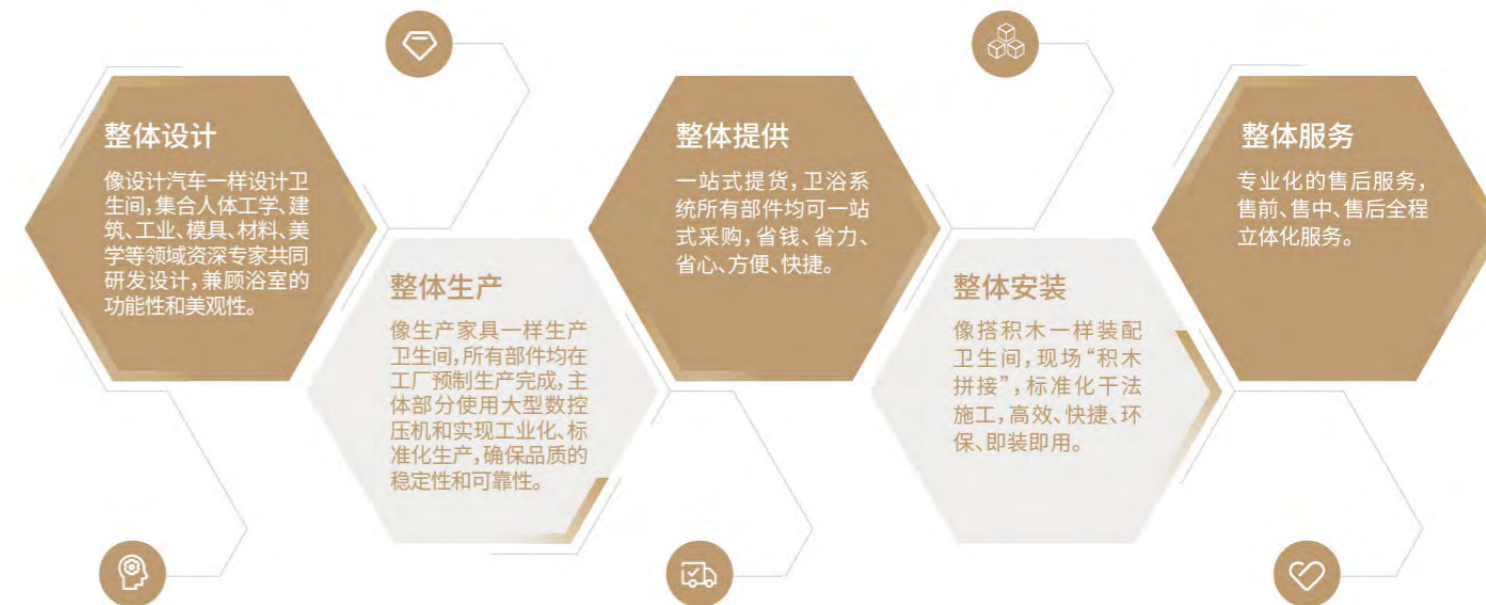 整体设计
像设计汽车一样设计卫
生间，集合人体工学、建
筑、工业、模具、材料、美
学等领域资深专家共同
研发设计，兼顾浴室的
功能性和美观性。
整体生产
像生产家具一样生产
卫生间，所有部件均在
工厂预制生产完成，主
体部分使用大型数控
压机和实现工业化、标
准化生产，确保品质的
稳定性和可靠性。
整体提供
一站式提货，卫浴系
统所有部件均可一站
式采购，省钱、省力、
省心、方便、快捷。
整体安装
像搭积木一样装配
卫生间，现场“积木
拼接”，标准化干法
施工，高效、快捷、环
保、即装即用。
整体服务
专业化的售后服务，
售前、售中、售后全程
立体化服务。